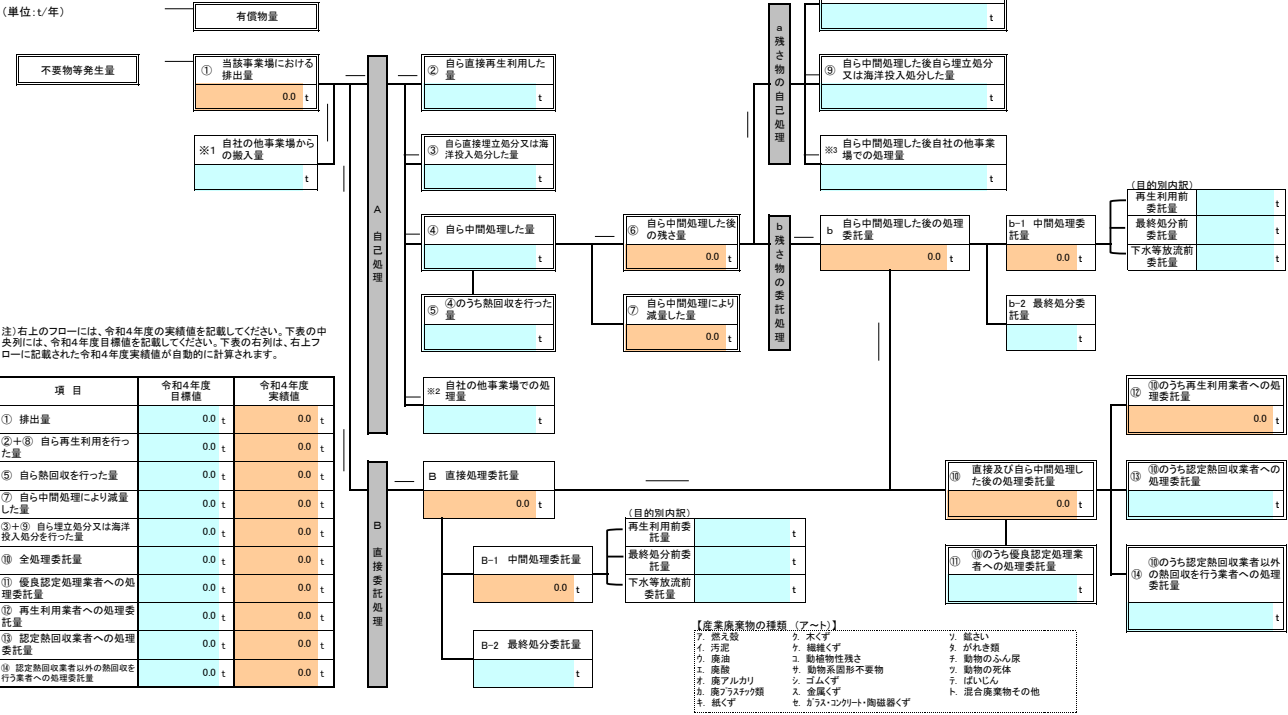 (単位:t/年)
有償物量
不要物等発生量
① 当該事業場における
排出量
0.0 t
※1 自社の他事業場から
の搬入量
t
A
自
己
処
理
② 自ら直接再生利用した
量
t
③ 自ら直接埋立処分又は海
洋投入処分した量
t
④ 自ら中間処理した量
t
⑤ ④のうち熱回収を行った
量
t
※2 自社の他事業場での処
理量
t
⑥ 自ら中間処理した後
の残さ量
0.0 t
⑦ 自ら中間処理により
減量した量
0.0 t
a
残
さ
物
の
自
己
処
理
t
⑨ 自ら中間処理した後自ら埋立処分
又は海洋投入処分した量
t
※3 自ら中間処理した後自社の他事業
場での処理量
t
b
残
さ
物
の
委
託
処
理
b 自ら中間処理した後の処理
委託量
0.0 t
b-1 中間処理委
託量
0.0 t
b-2 最終処分委
託量
t
(目的別内訳)
再生利用前
委託量 t
最終処分前
委託量 t
下水等放流前
委託量 t
注)右上のフローには、令和4年度の実績値を記載してください。下表の中
央列には、令和4年度目標値を記載してください。下表の右列は、右上フ
ローに記載された令和4年度実績値が自動的に計算されます。
項 目 令和4年度
目標値 令和4年度
実績値
① 排出量 0.0 t 0.0 t
②+⑧ 自ら再生利用を行っ
た量 0.0 t 0.0 t
⑤ 自ら熱回収を行った量 0.0 t 0.0 t
⑦ 自ら中間処理により減量
した量 0.0 t 0.0 t
③+⑨ 自ら埋立処分又は海洋
投入処分を行った量 0.0 t 0.0 t
⑩ 全処理委託量 0.0 t 0.0 t
⑪ 優良認定処理業者への処
理委託量 0.0 t 0.0 t
⑫ 再生利用業者への処理委
託量 0.0 t 0.0 t
⑬ 認定熱回収業者への処理
委託量 0.0 t 0.0 t
⑭ 認定熱回収業者以外の熱回収を
行う業者への処理委託量 0.0 t 0.0 t
B
直
接
委
託
処
理
B 直接処理委託量
0.0 t
B-1 中間処理委託量
0.0 t
B-2 最終処分委託量
t
(目的別内訳)
再生利用前委
託量 t
最終処分前委
託量 t
下水等放流前
委託量 t
⑩ 直接及び自ら中間処理し
た後の処理委託量
0.0 t
⑪ ⑩のうち優良認定処理業
者への処理委託量
t
⑫ ⑩のうち再生利用業者への処
理委託量
0.0 t
⑬ ⑩のうち認定熱回収業者への
処理委託量
t
⑭ ⑩のうち認定熱回収業者以外
の熱回収を行う業者への処理
委託量
t
【産業廃棄物の種類 (ア~ト)】
ア. 燃え殻 ク. 木くず ソ. 鉱さい
イ. 汚泥 ケ. 繊維くず タ. がれき類
ウ. 廃油 コ. 動植物性残さ チ. 動物のふん尿
エ. 廃酸 サ. 動物系固形不要物 ツ. 動物の死体
オ. 廃アルカリ シ. ゴムくず テ. ばいじん
カ. 廃プラスチック類 ス. 金属くず ト. 混合廃棄物その他
キ. 紙くず セ. ガラス・コンクリート・陶磁器くず